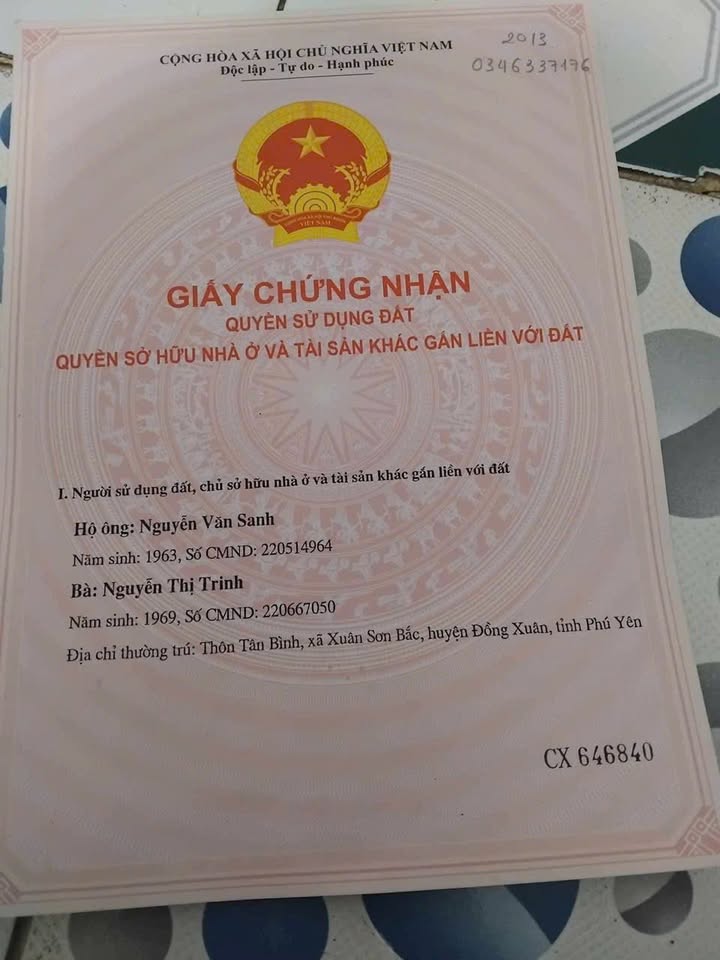 CỘNG HÒA XÃ HỘI CHỦ NGHĨA VIỆT NAM
Độc lập - Tự do - Hạnh phúc
2013
0346337176
VIỆT NAM
GIẤY CHỨNG NHẬN
QUYỀN SỬ DỤNG ĐẤT
QUYỀN SỞ HỮU NHÀ Ở VÀ TÀI SẢN KHÁC GẮN LIỀN VỚI ĐẤT
I. Người sử dụng đất, chủ sở hữu nhà ở và tài sản khác gắn liền với đất
Hộ ông: Nguyễn Văn Sanh
Năm sinh: 1963, Số CMND: 220514964
Bà: Nguyễn Thị Trinh
Năm sinh: 1969, Số CMND: 220667050
Địa chỉ thường trú: Thôn Tân Bình, xã Xuân Sơn Bắc, huyện Đồng Xuân, tỉnh Phú Yên
CX 646840